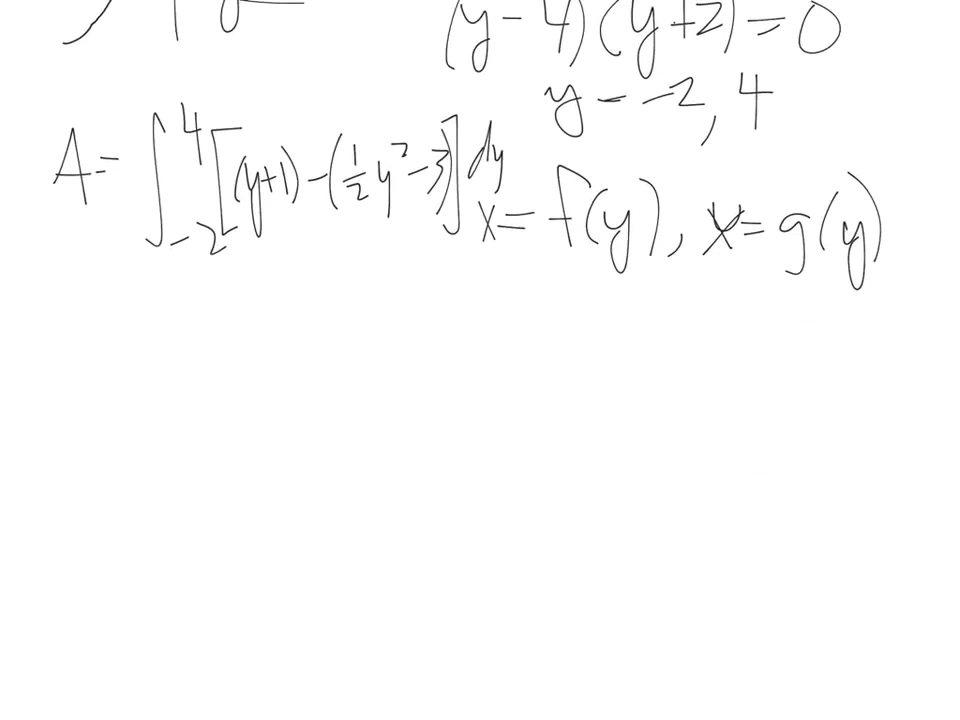 (y-4)(y+2)=0
y=-2,4
A=∫_{-2}^{4}[(y+1)-(½y²-3)]dy
x=f(y), x=g(y)